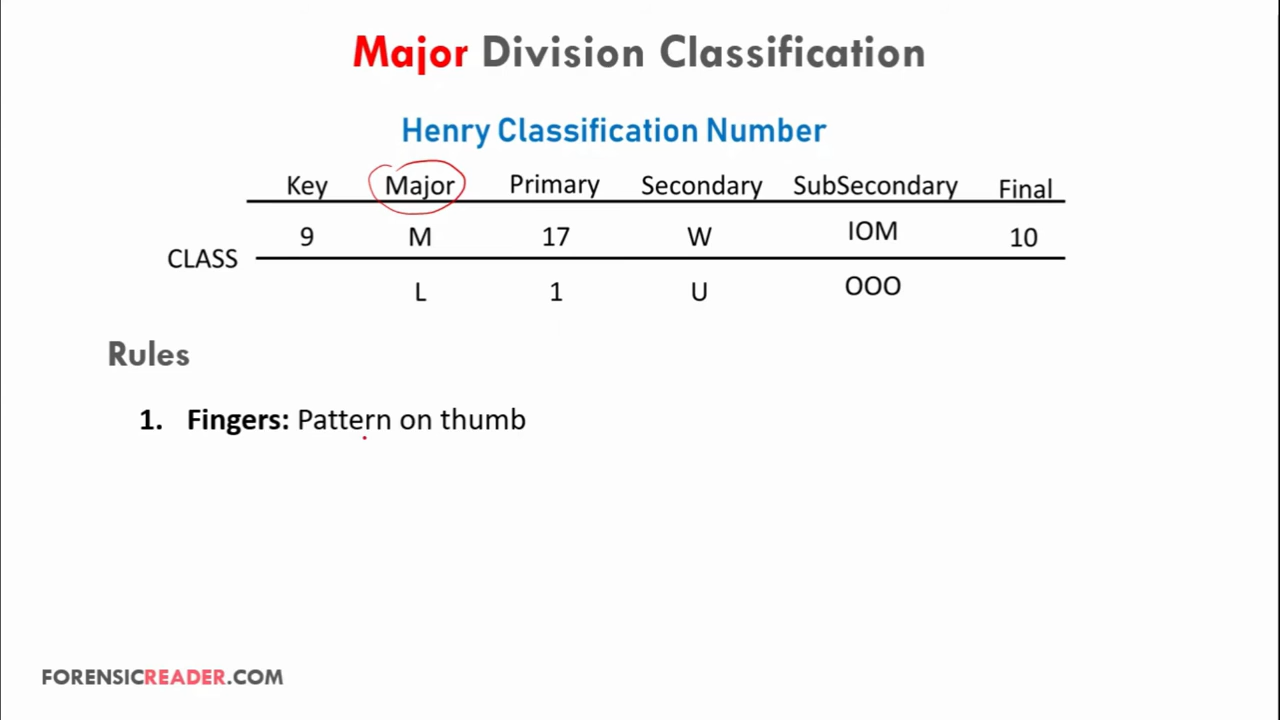 Major Division Classification
Henry Classification Number
Key Major Primary Secondary SubSecondary Final
9 M 17 W IOM 10
CLASS
L 1 U OOO
Rules
1. Fingers: Pattern on thumb
FORENSICREADER.COM